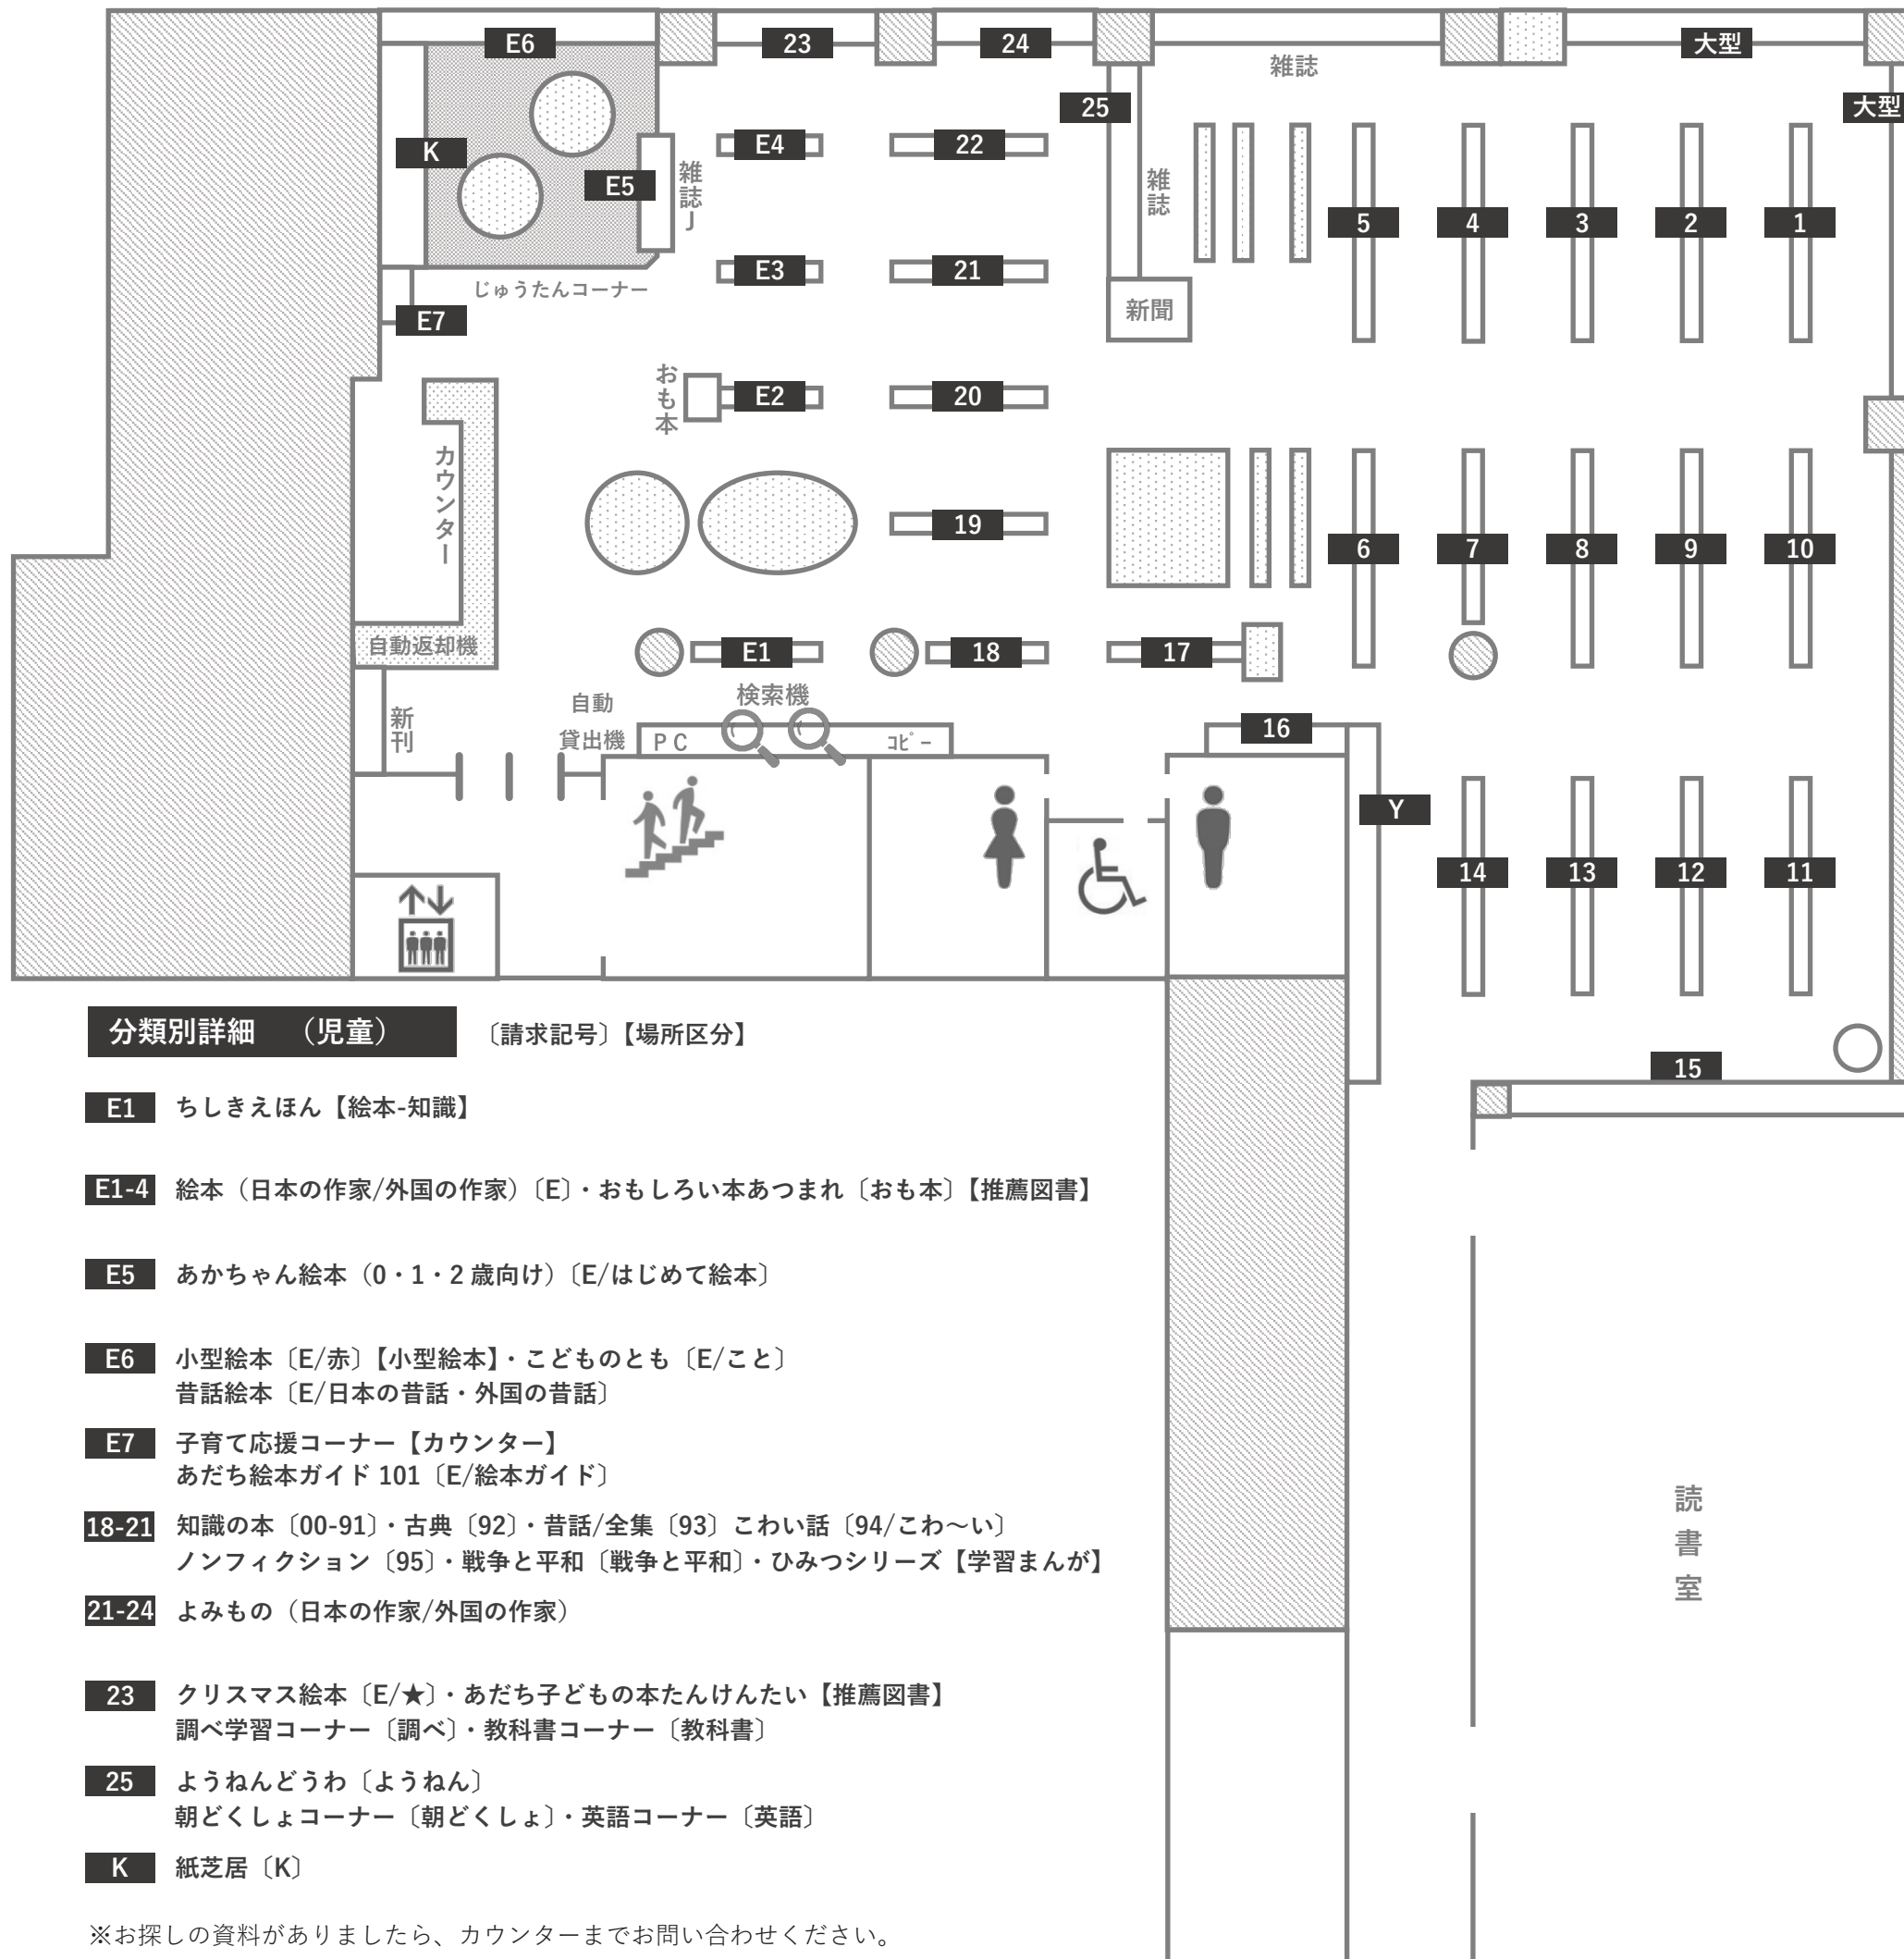 E6
23
24
大型
雑誌
25
大型
E4
22
K
E5
雑誌J
雑誌
5
4
3
2
1
E3
21
じゅうたんコーナー
新聞
E7
おも本
E2
20
カウンター
19
6
7
8
9
10
自動返却機
E1
18
17
新刊
自動
貸出機
検索機
PC
コピー
16
Y
14
13
12
11
15
読書室
分類別詳細 （児童）
〔請求記号〕【場所区分】
E1 ちしきえほん【絵本-知識】
E1-4 絵本（日本の作家/外国の作家）〔E〕・おもしろい本あつまれ〔おも本〕【推薦図書】
E5 あかちゃん絵本（0・1・2歳向け）〔E/はじめて絵本〕
E6 小型絵本〔E/赤〕【小型絵本】・こどものとも〔E/こと〕
昔話絵本〔E/日本の昔話・外国の昔話〕
E7 子育て応援コーナー【カウンター】
あだち絵本ガイド 101〔E/絵本ガイド〕
18-21 知識の本〔00-91〕・古典〔92〕・昔話/全集〔93〕こわい話〔94/こわ～い〕
ノンフィクション〔95〕・戦争と平和〔戦争と平和〕・ひみつシリーズ【学習まんが】
21-24 よみもの（日本の作家/外国の作家）
23 クリスマス絵本〔E/★〕・あだち子どもの本たんけんたい【推薦図書】
調べ学習コーナー〔調べ〕・教科書コーナー〔教科書〕
25 ようねんどうわ〔ようねん〕
朝どくしょコーナー〔朝どくしょ〕・英語コーナー〔英語〕
K 紙芝居〔K〕
※お探しの資料がありましたら、カウンターまでお問い合わせください。